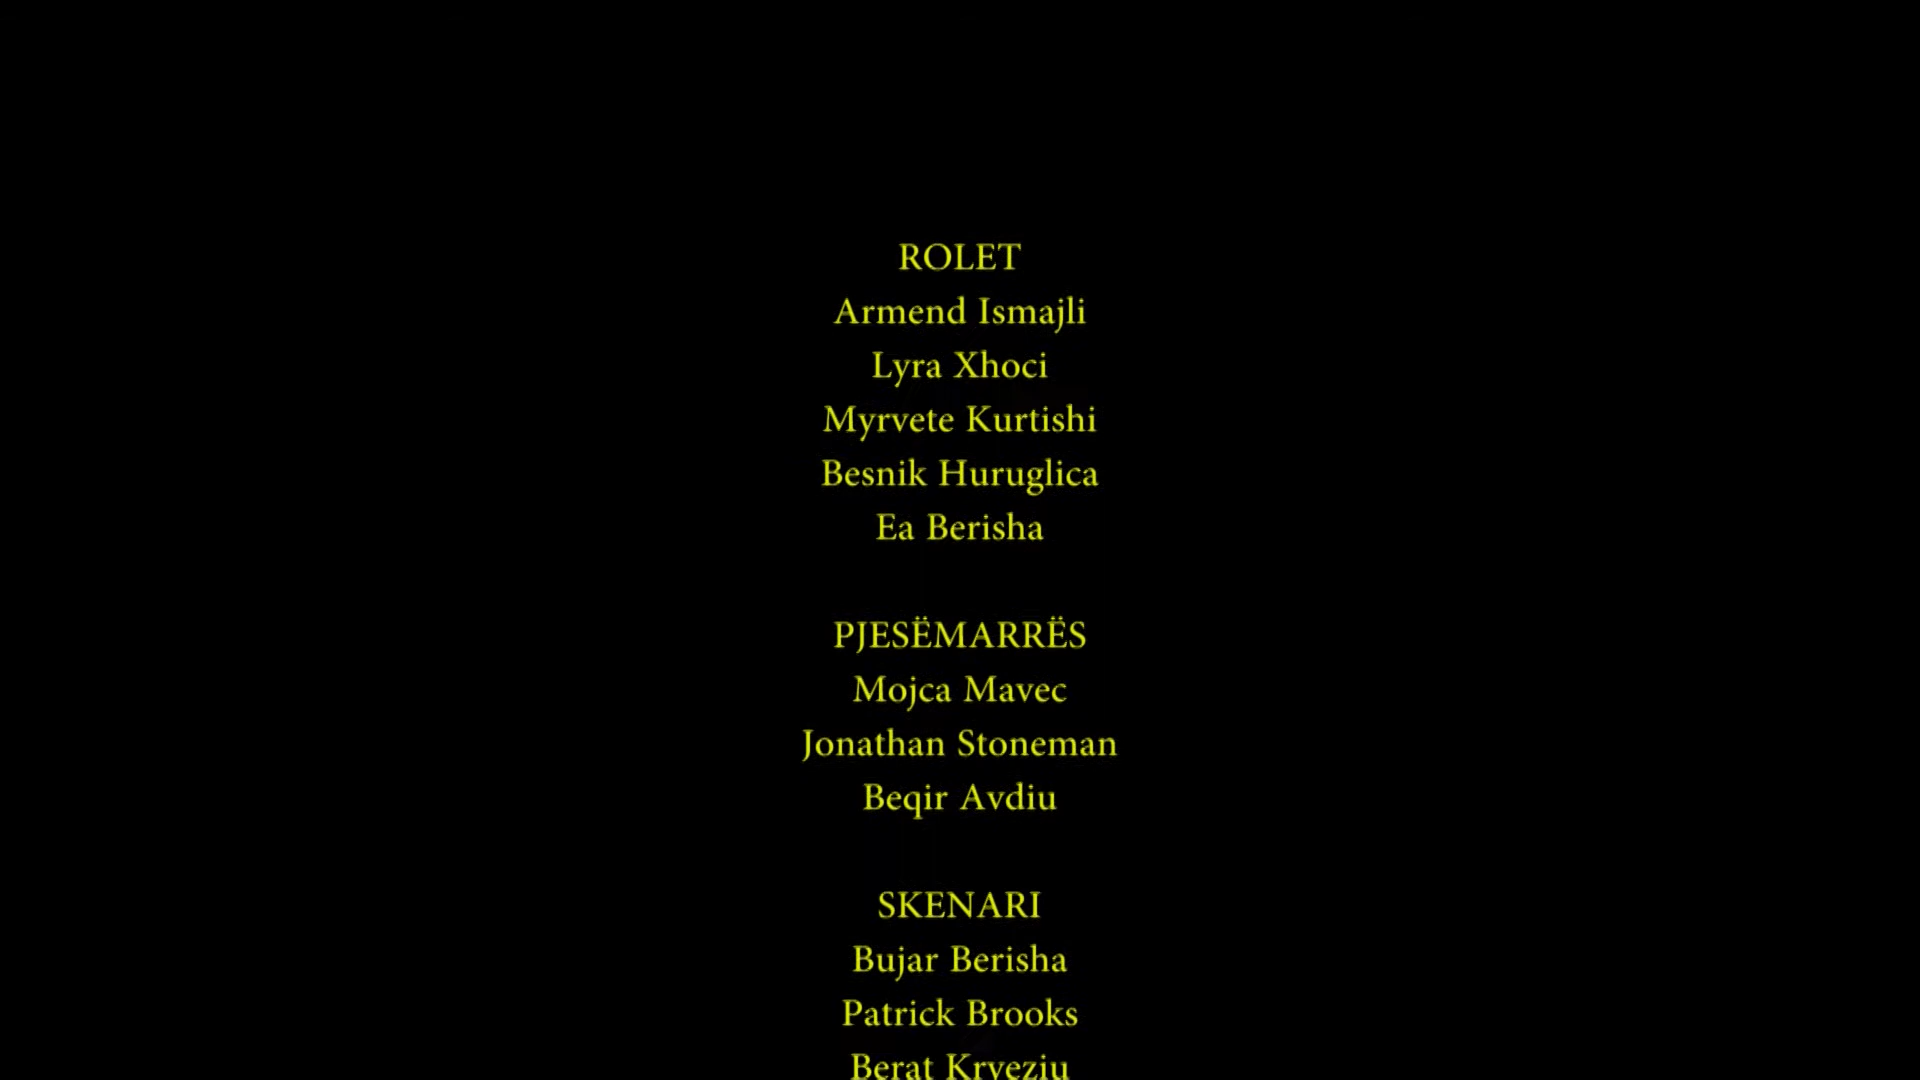 ROLET
Armend Ismajli
Lyra Xhoci
Myrvete Kurtishi
Besnik Huruglica
Ea Berisha
PJESËMARRËS
Mojca Mavec
Jonathan Stoneman
Beqir Avdiu
SKENARI
Bujar Berisha
Patrick Brooks
Berat Kryeziu